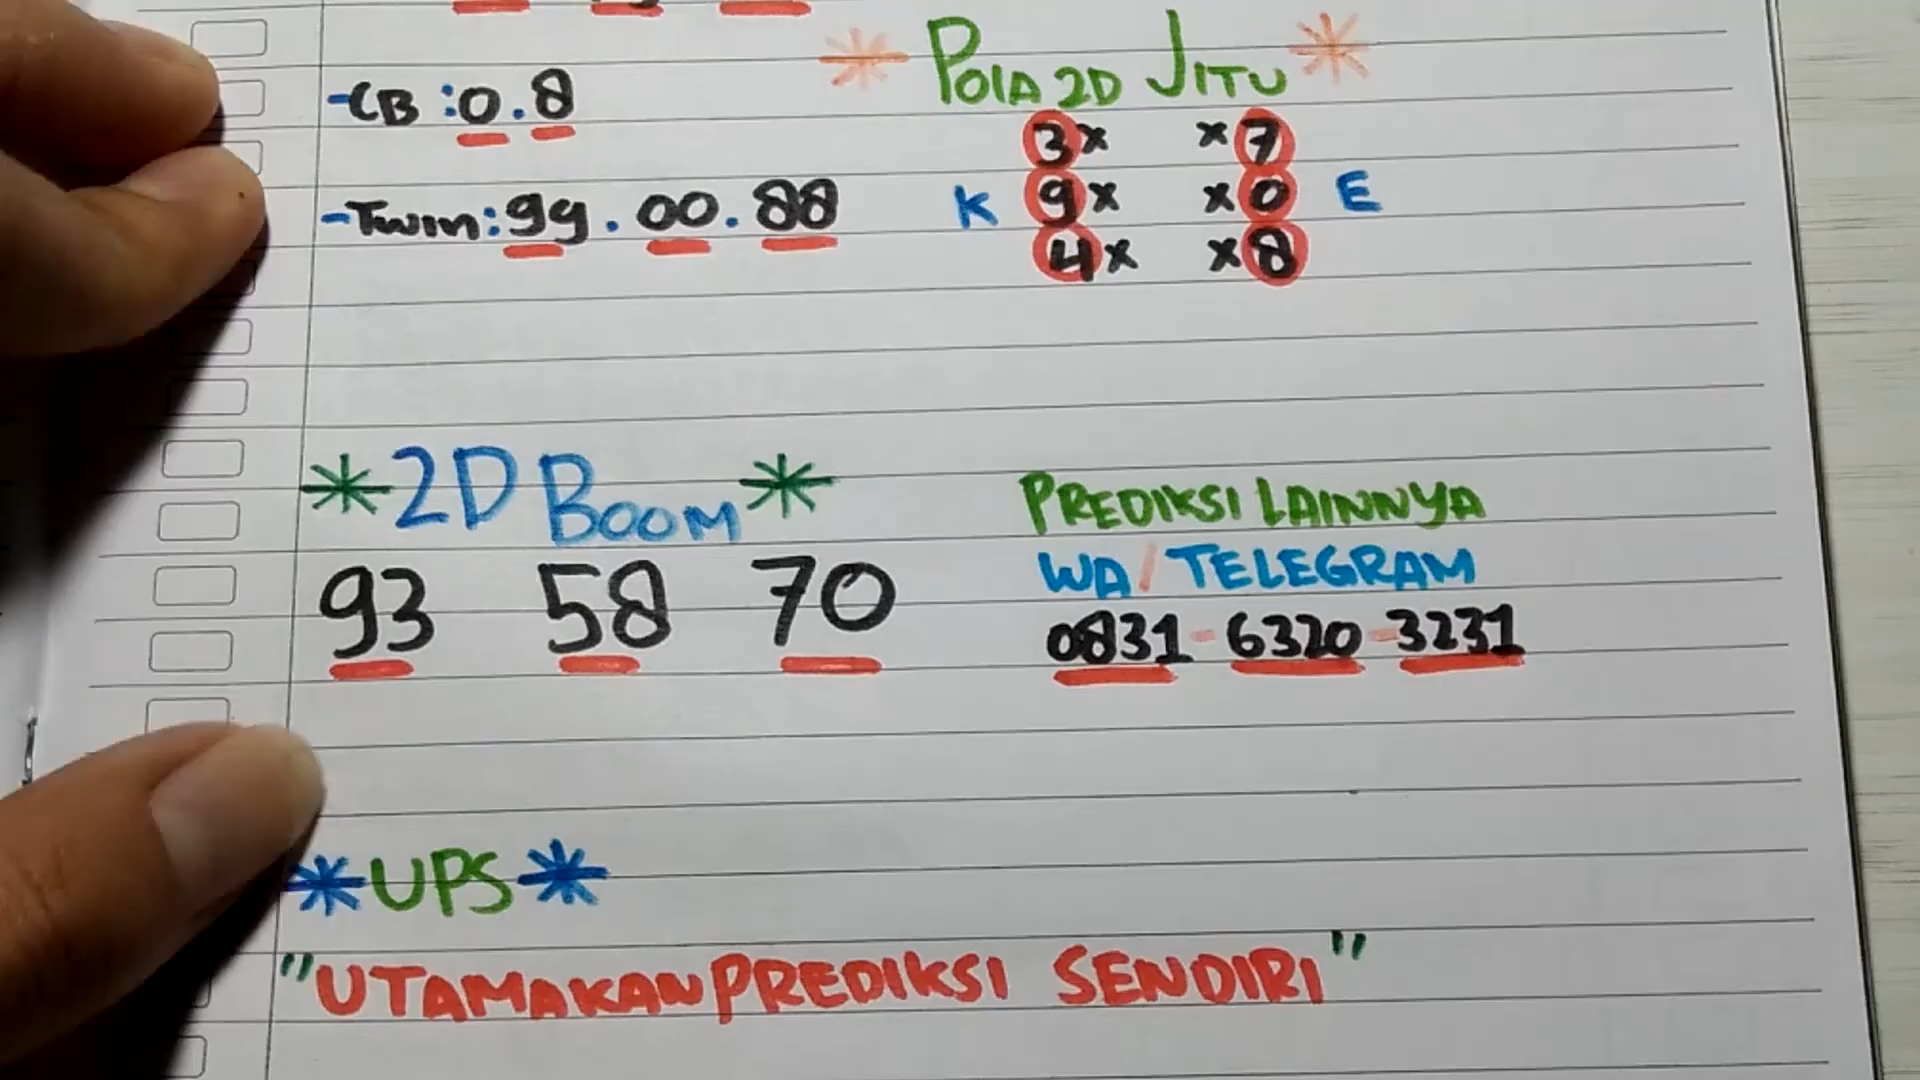 -CB : 0 . 8
-Twin : 99 . 00 . 88
* POlA 2D JITU *
3x x7
K 9x x0 E
4x x8
*2D BOOM*
93 58 70
PREDIKSI LAINNYA
WA / TELEGRAM
0831 - 6320 - 3231
*UPS*
"UTAMAKAN PREDIKSI SENDIRI"